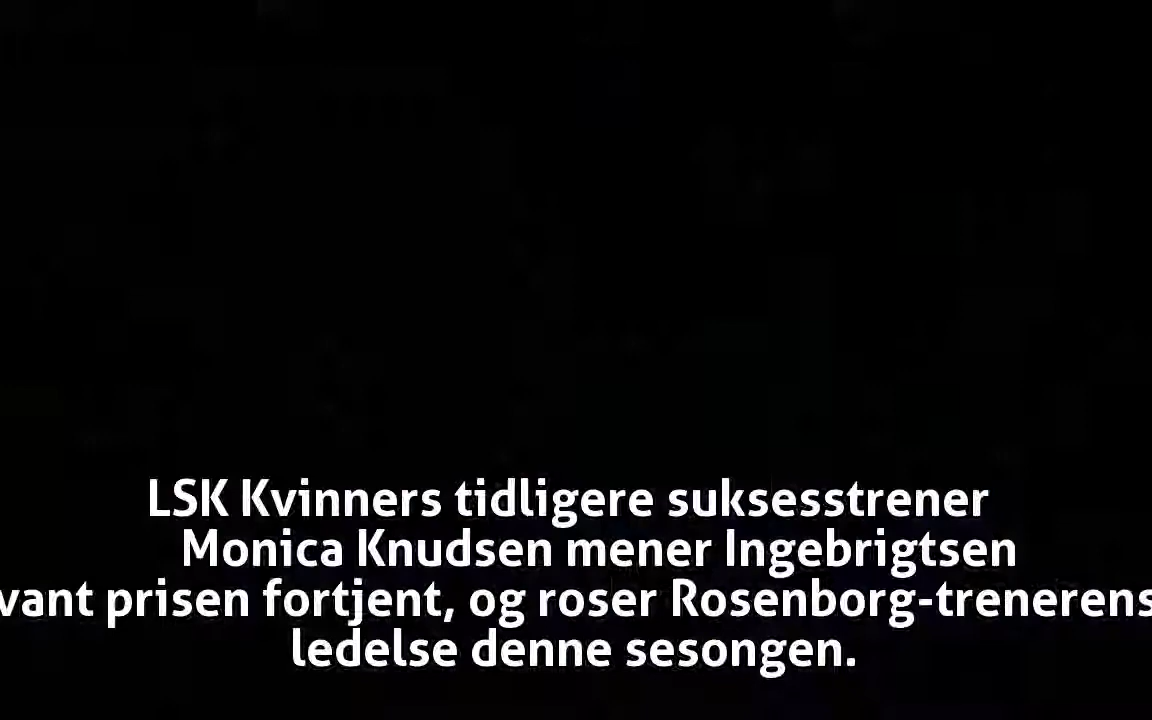 LSK Kvinners tidligere suksesstrener
Monica Knudsen mener Ingebrigtsen
vant prisen fortjent, og roser Rosenborg-trenerens
ledelse denne sesongen.